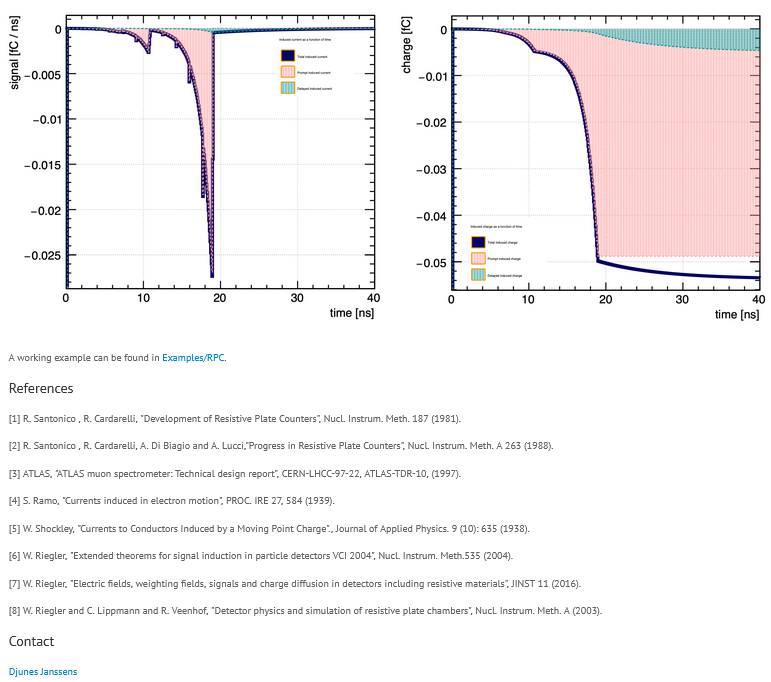 signal [fC / ns]
0
−0.005
−0.01
−0.015
−0.02
−0.025
0 10 20 30 40
time [ns]
Induced current as a function of time
Total induced current
Prompt induced current
Delayed induced current
charge [fC]
0
−0.01
−0.02
−0.03
−0.04
−0.05
0 10 20 30 40
time [ns]
Induced charge as a function of time
Total induced charge
Prompt induced charge
Delayed induced charge
A working example can be found in Examples/RPC.
References
[1] R. Santonico , R. Cardarelli, "Development of Resistive Plate Counters", Nucl. Instrum. Meth. 187 (1981).
[2] R. Santonico , R. Cardarelli, A. Di Biagio and A. Lucci,"Progress in Resistive Plate Counters", Nucl. Instrum. Meth. A 263 (1988).
[3] ATLAS, "ATLAS muon spectrometer: Technical design report", CERN-LHCC-97-22, ATLAS-TDR-10, (1997).
[4] S. Ramo, "Currents induced in electron motion", PROC. IRE 27, 584 (1939).
[5] W. Shockley, "Currents to Conductors Induced by a Moving Point Charge"., Journal of Applied Physics. 9 (10): 635 (1938).
[6] W. Riegler, "Extended theorems for signal induction in particle detectors VCI 2004", Nucl. Instrum. Meth.535 (2004).
[7] W. Riegler, "Electric fields, weighting fields, signals and charge diffusion in detectors including resistive materials", JINST 11 (2016).
[8] W. Riegler and C. Lippmann and R. Veenhof, "Detector physics and simulation of resistive plate chambers", Nucl. Instrum. Meth. A (2003).
Contact
Djunes Janssens